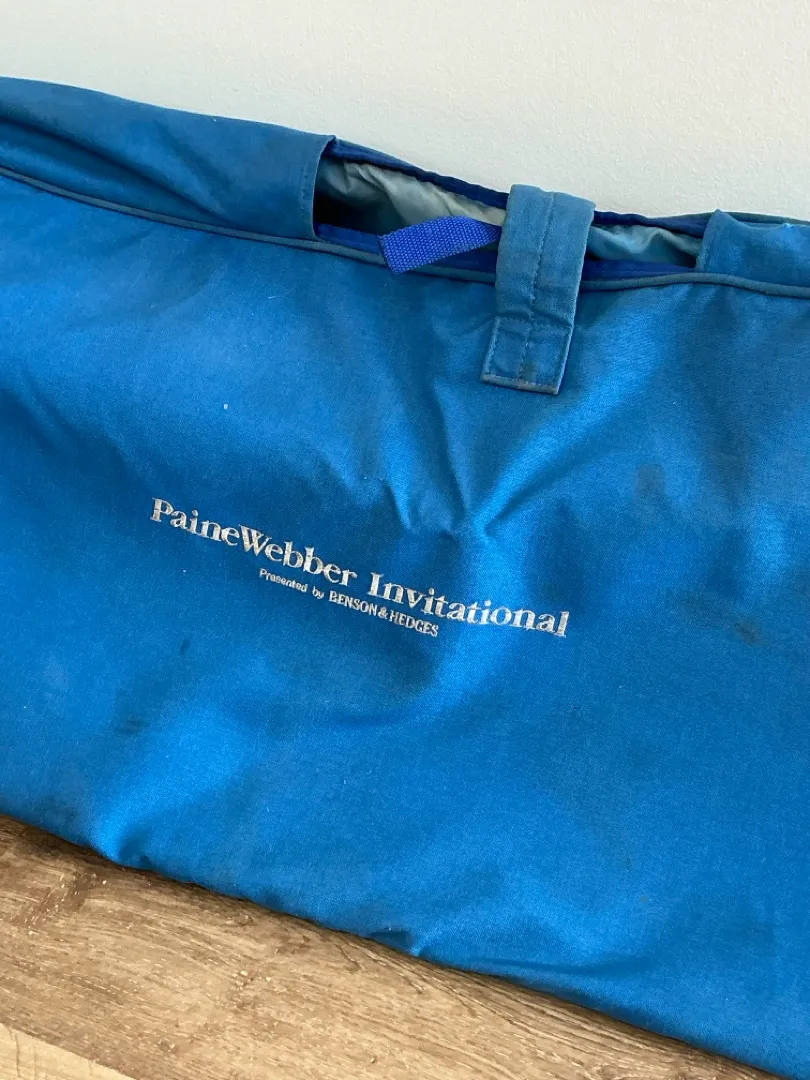 PaineWebber Invitational
Presented by BENSON & HEDGES